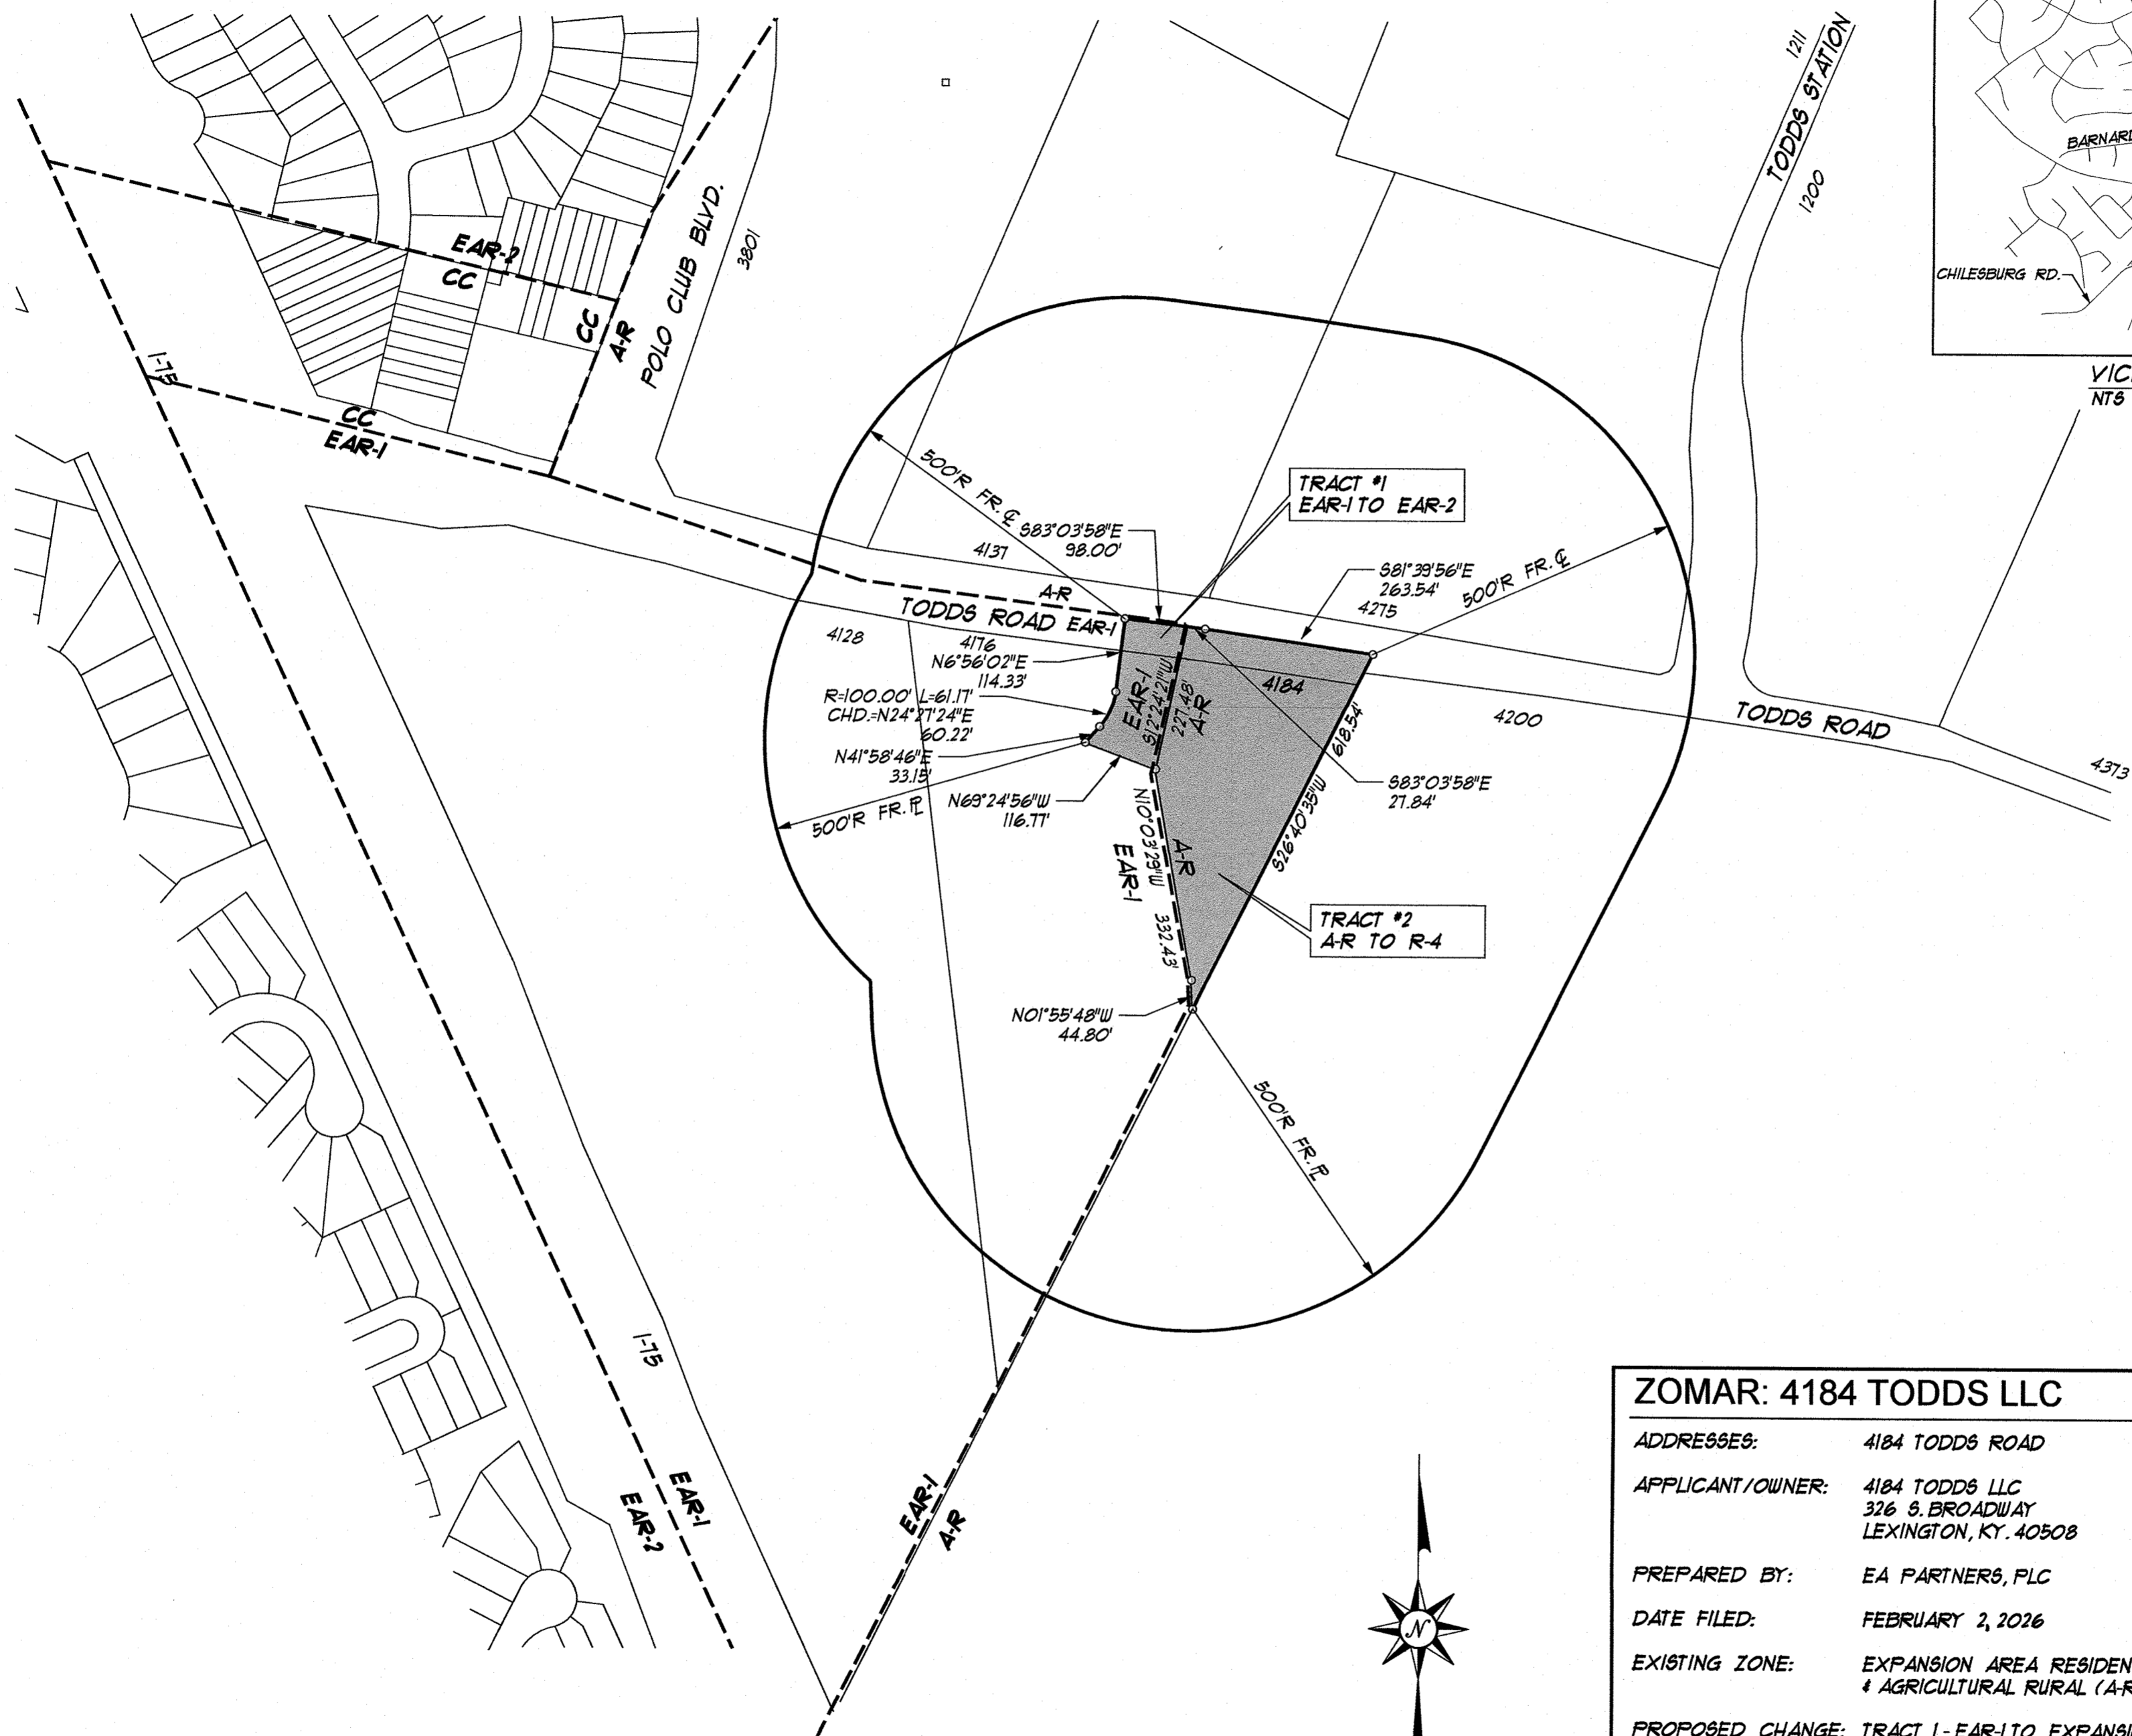 1211
TODDS STATION
1200
BARNARD
CHILESBURG RD.
NTS
EAR-2
CC
CC
A-R
POLO CLUB BLVD.
3801
I-75
CC
EAR-1
500'R FR. ℄
S83°03'58"E
98.00'
4137
TRACT #1
EAR-1 TO EAR-2
S81°39'56"E
263.54'
4275
500'R FR. ℄
A-R
TODDS ROAD EAR-1
4128
4176
N6°56'02"E
114.33'
R=100.00' L=61.17'
CHD.=N24°27'24"E
60.22'
N41°58'46"E
33.15'
N69°24'56"W
116.77'
500'R FR. ⅊
EAR-1
S12°24'21"W
227.48'
A-R
4184
618.54'
S26°40'35"W
4200
TODDS ROAD
4373
S83°03'58"E
27.84'
N10°03'29"W
332.43'
A-R
EAR-1
TRACT #2
A-R TO R-4
N01°55'48"W
44.80'
500'R FR. ⅊
I-75
EAR-1
EAR-2
EAR-1
A-R
N
ZOMAR: 4184 TODDS LLC
ADDRESSES: 4184 TODDS ROAD
APPLICANT/OWNER: 4184 TODDS LLC
326 S. BROADWAY
LEXINGTON, KY. 40508
PREPARED BY: EA PARTNERS, PLC
DATE FILED: FEBRUARY 2, 2026
EXISTING ZONE: EXPANSION AREA RESIDEN
& AGRICULTURAL RURAL (A-R
PROPOSED CHANGE: TRACT 1 - EAR-1 TO EXPANSI